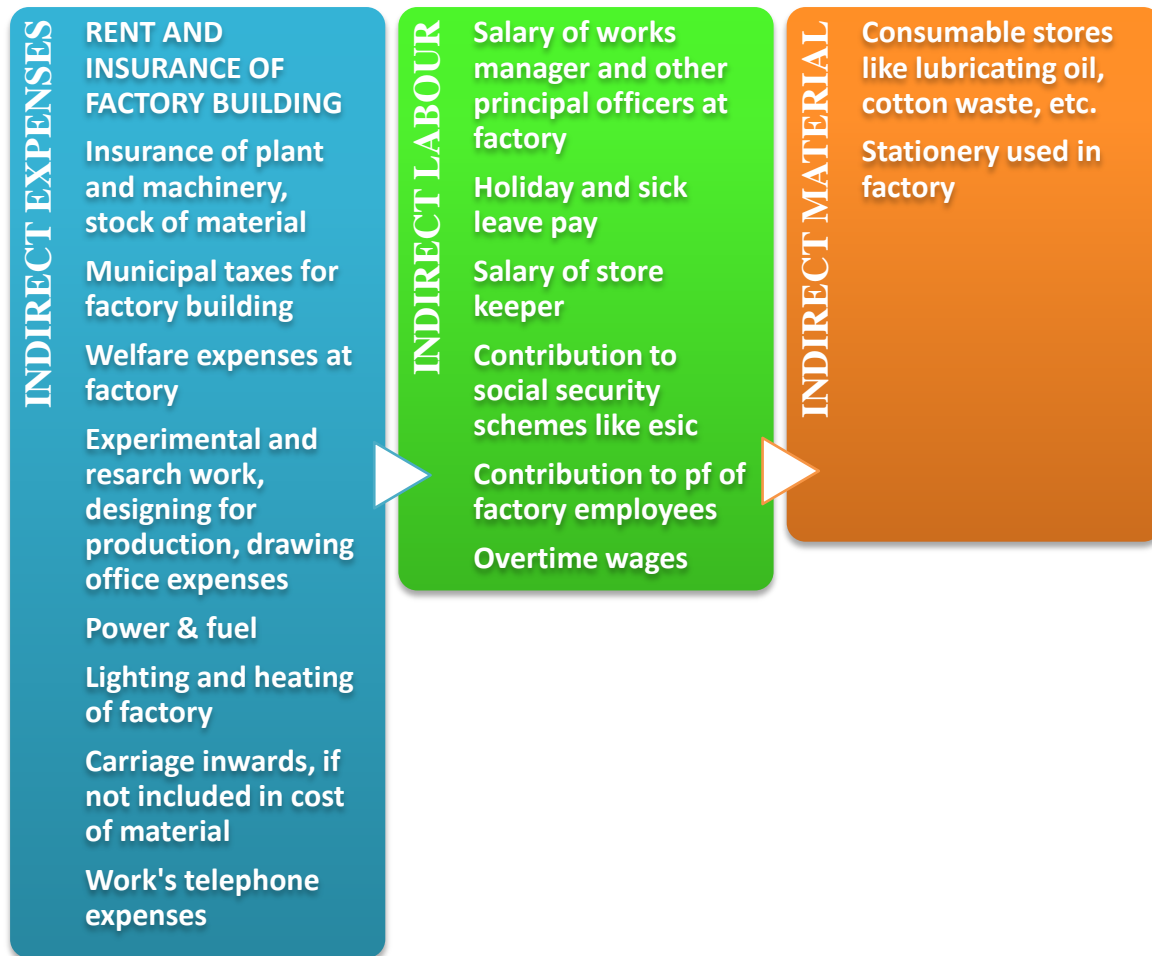 INDIRECT EXPENSES
RENT AND
INSURANCE OF
FACTORY BUILDING
Insurance of plant
and machinery,
stock of material
Municipal taxes for
factory building
Welfare expenses at
factory
Experimental and
resarch work,
designing for
production, drawing
office expenses
Power & fuel
Lighting and heating
of factory
Carriage inwards, if
not included in cost
of material
Work's telephone
expenses
INDIRECT LABOUR
Salary of works
manager and other
principal officers at
factory
Holiday and sick
leave pay
Salary of store
keeper
Contribution to
social security
schemes like esic
Contribution to pf of
factory employees
Overtime wages
INDIRECT MATERIAL
Consumable stores
like lubricating oil,
cotton waste, etc.
Stationery used in
factory